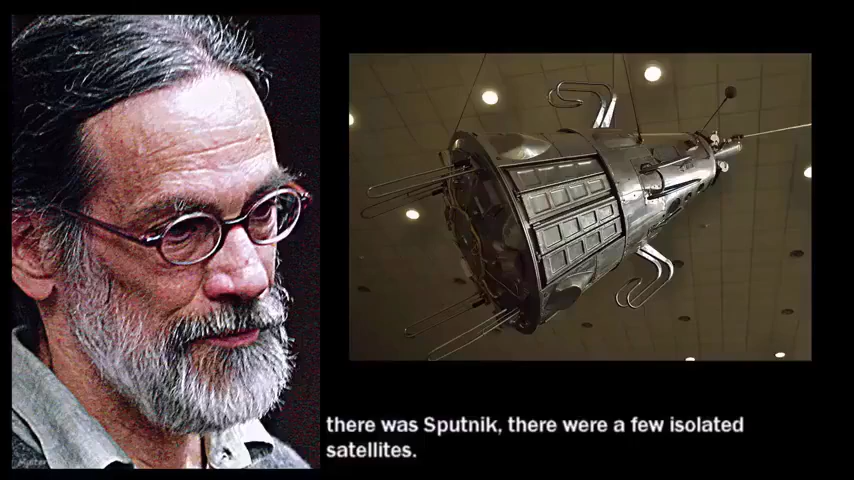 there was Sputnik, there were a few isolated
satellites.